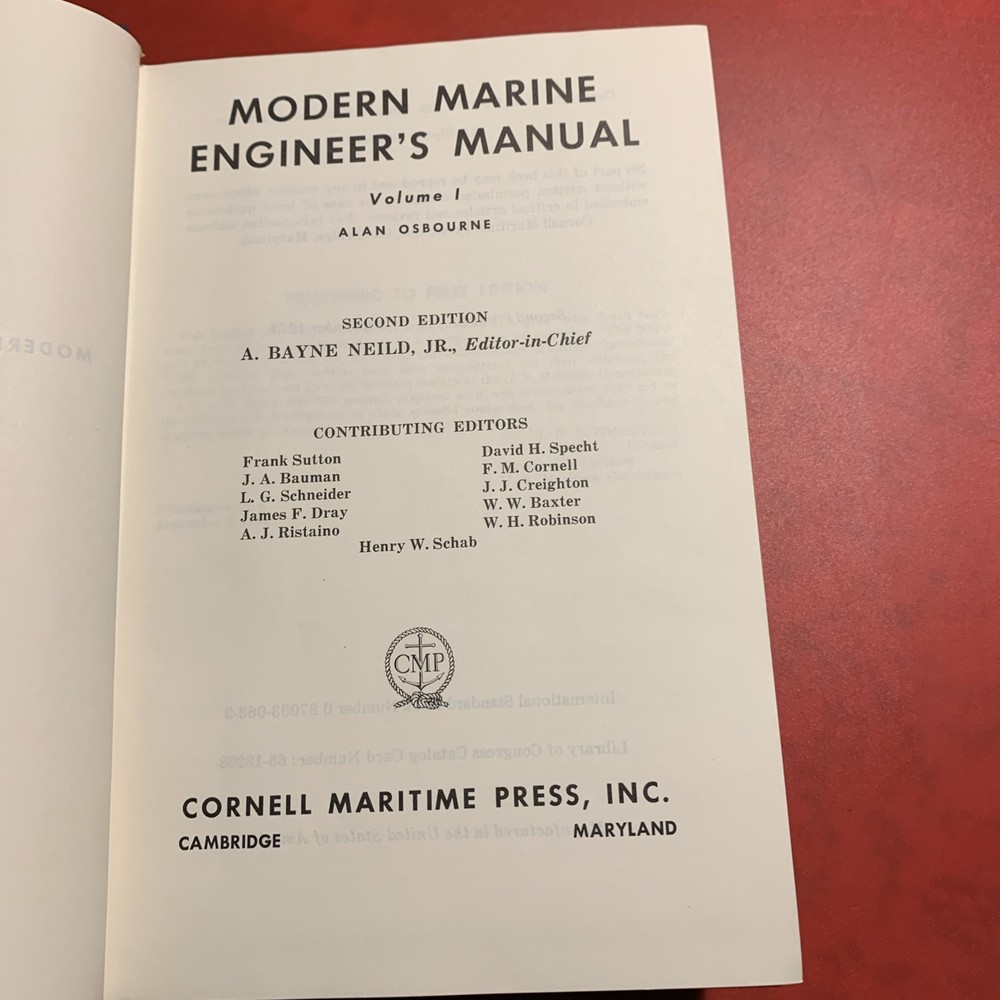 MODERN MARINE
ENGINEER'S MANUAL
Volume I
ALAN OSBOURNE
SECOND EDITION
A. BAYNE NEILD, JR., Editor-in-Chief
CONTRIBUTING EDITORS
Frank Sutton
J. A. Bauman
L. G. Schneider
James F. Dray
A. J. Ristaino
David H. Specht
F. M. Cornell
J. J. Creighton
W. W. Baxter
W. H. Robinson
Henry W. Schab
CMP
CORNELL MARITIME PRESS, INC.
CAMBRIDGE MARYLAND